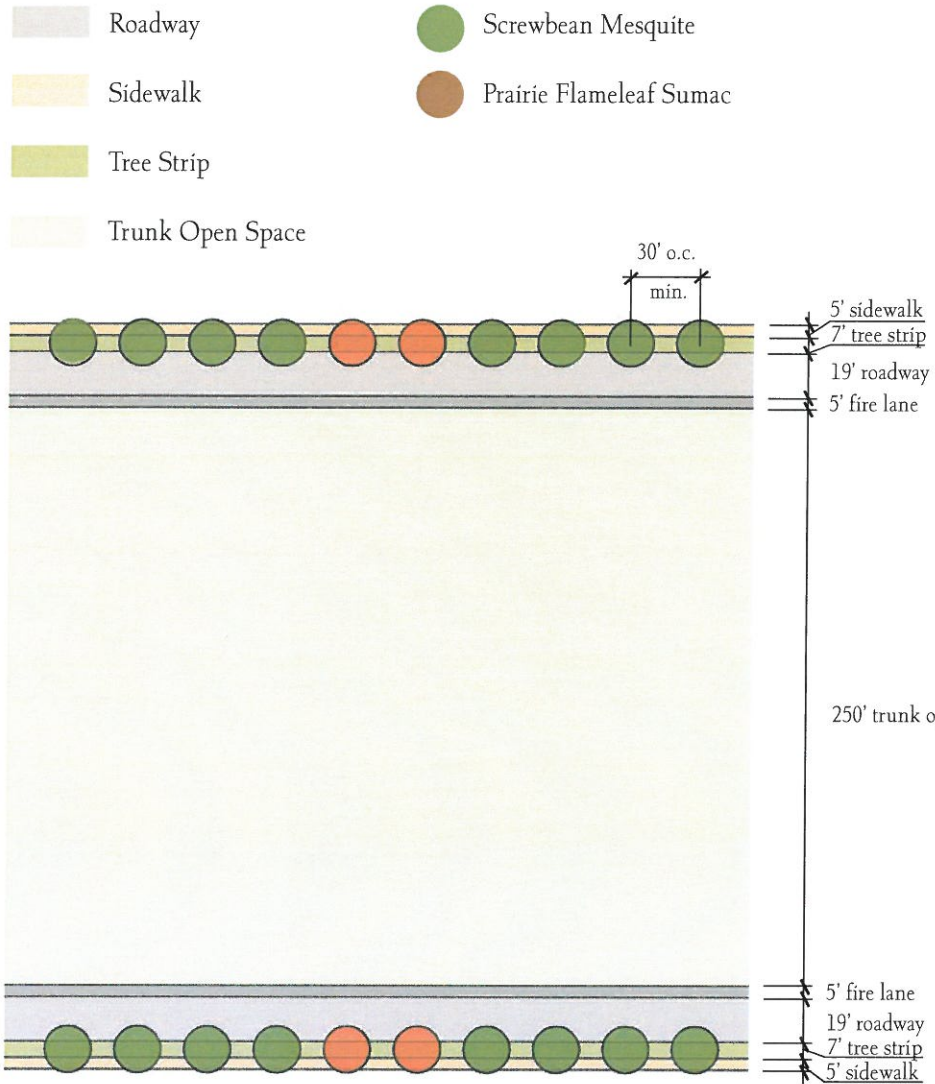 Roadway
Screwbean Mesquite
Sidewalk
Prairie Flameleaf Sumac
Tree Strip
Trunk Open Space
30' o.c.
min.
5' sidewalk
7' tree strip
19' roadway
5' fire lane
250' trunk o
5' fire lane
19' roadway
7' tree strip
5' sidewalk